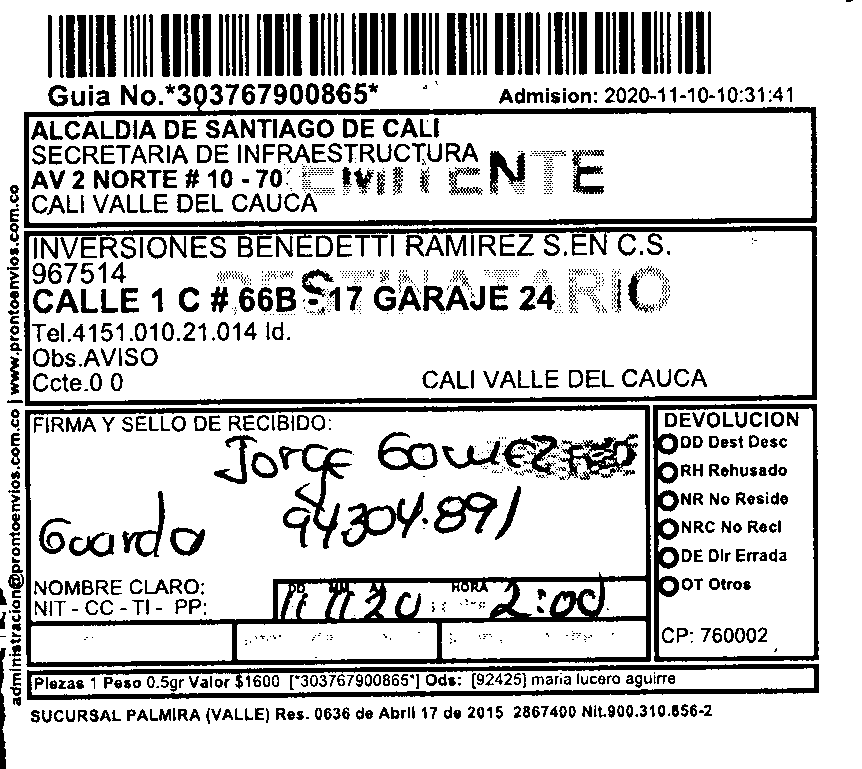 Guia No.*303767900865*
Admision: 2020-11-10-10:31:41
ALCALDIA DE SANTIAGO DE CALI
SECRETARIA DE INFRAESTRUCTURA
AV 2 NORTE # 10 - 70
CALI VALLE DEL CAUCA
REMITENTE
INVERSIONES BENEDETTI RAMIREZ S.EN C.S.
967514
CALLE 1 C # 66B - 17 GARAJE 24
DESTINATARIO
Tel.4151.010.21.014 Id.
Obs.AVISO
Ccte.0 0
CALI VALLE DEL CAUCA
FIRMA Y SELLO DE RECIBIDO:
Jorge Gomez
94304.891
Guarda
NOMBRE CLARO:
NIT - CC - TI - PP:
DD MM AA HORA
11 11 20 2:00
DEVOLUCION
DD Dest Desc
RH Rehusado
NR No Reside
NRC No Recl
DE Dir Errada
OT Otros
CP: 760002
Piezas 1 Peso 0.5gr Valor $1600 [*303767900865*] Ods: [92425] maria lucero aguirre
SUCURSAL PALMIRA (VALLE) Res. 0636 de Abril 17 de 2015 2867400 Nit.900.310.856-2
administracion@prontoenvios.com.co | www.prontoenvios.com.co